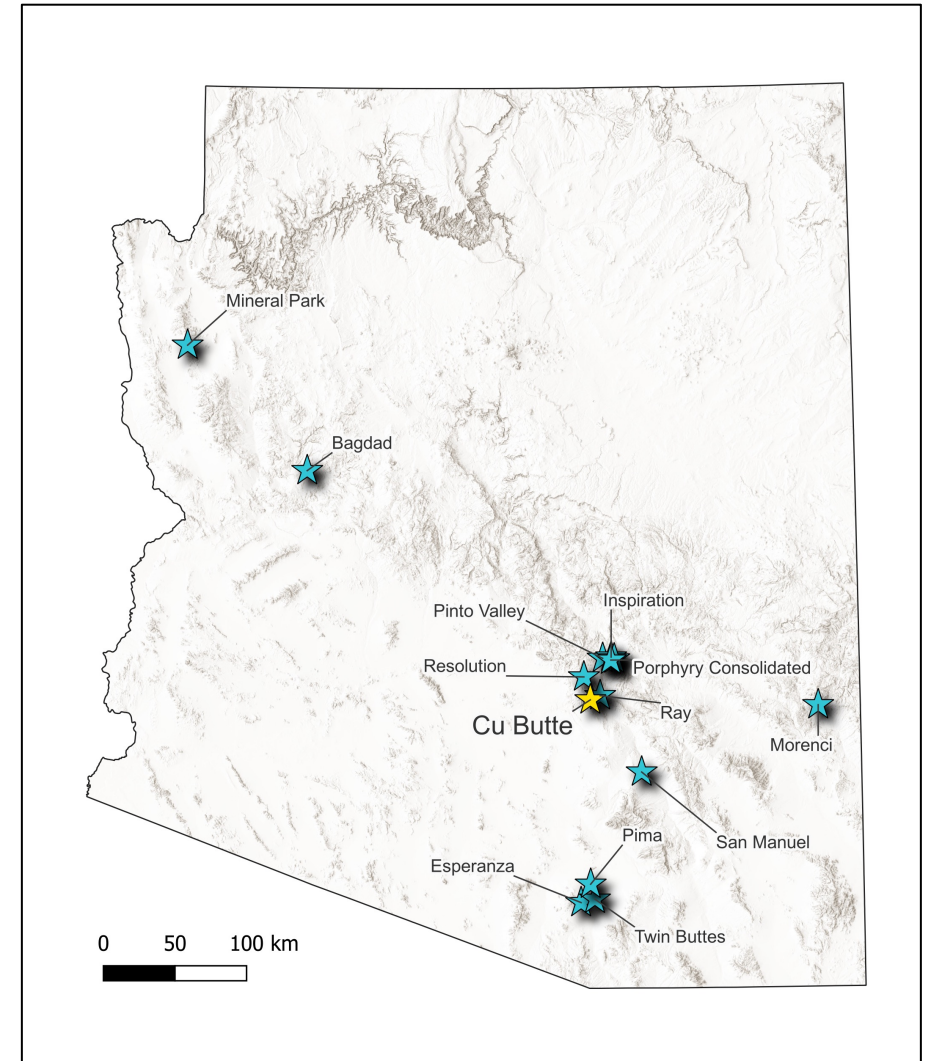 Mineral Park
Bagdad
Inspiration
Pinto Valley
Resolution
Porphyry Consolidated
Ray
Cu Butte
Morenci
San Manuel
Pima
Esperanza
Twin Buttes
0 50 100 km